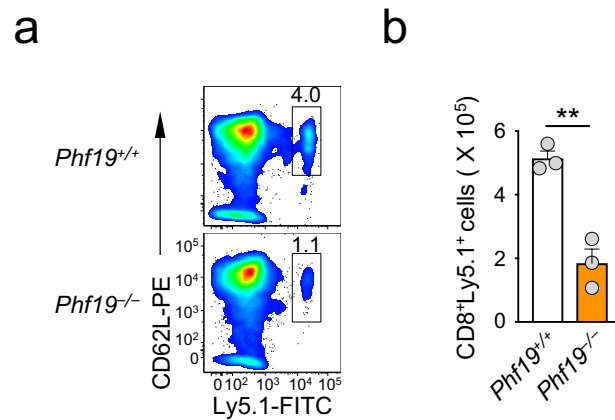 a
b
4.0
Phf19+/+
1.1
Phf19–/–
CD62L-PE
10⁵
10⁴
10³
10²
0
0 10² 10³ 10⁴ 10⁵
Ly5.1-FITC
**
CD8⁺Ly5.1⁺ cells ( X 10⁵)
6
4
2
0
Phf19+/+
Phf19–/–